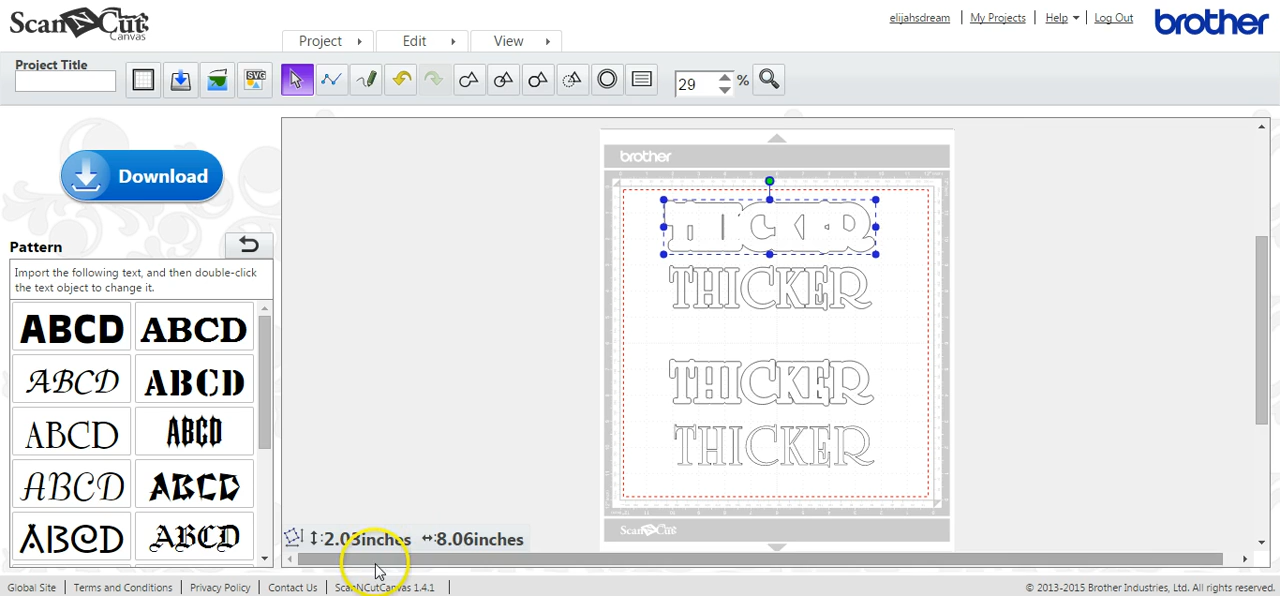 ScanNCut
Canvas
elijahsdream | My Projects | Help | Log Out
brother
Project Edit View
Project Title
29 %
Download
Pattern
Import the following text, and then double-click
the text object to change it.
ABCD ABCD
ABCD ABCD
ABCD ABCD
ABCD ABCD
ABCD ABCD
brother
THICKER
THICKER
THICKER
THICKER
ScanNCut
2.03inches 8.06inches
Global Site | Terms and Conditions | Privacy Policy | Contact Us | ScanNCutCanvas 1.4.1 |
© 2013-2015 Brother Industries, Ltd. All rights reserved.